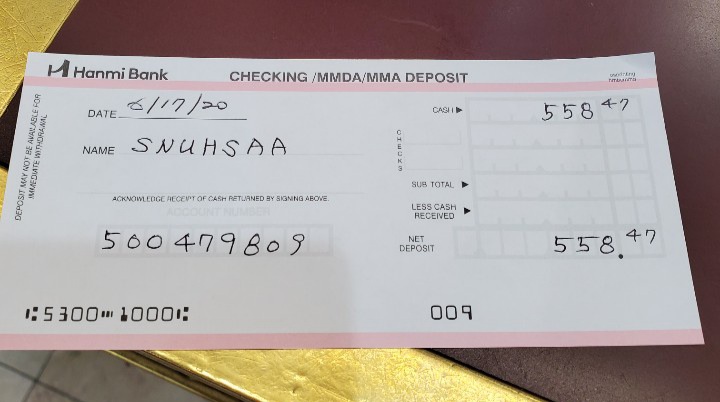 Hanmi Bank
CHECKING /MMDA/MMA DEPOSIT
DEPOSIT MAY NOT BE AVAILABLE FOR
IMMEDIATE WITHDRAWAL
DATE 6/17/20
NAME SNUHSAA
ACKNOWLEDGE RECEIPT OF CASH RETURNED BY SIGNING ABOVE.
ACCOUNT NUMBER
500479809
CASH ▶ 558 47
CHECKS
SUB TOTAL ▶
LESS CASH
RECEIVED ▶
NET
DEPOSIT 558.47
⑆5300⑉1000⑆ 009